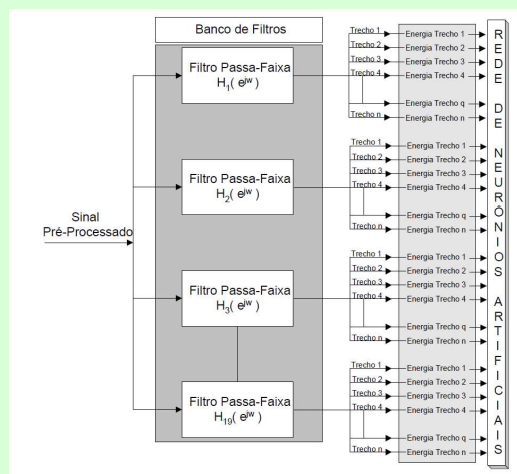 Banco de Filtros
Sinal
Pré-Processado
Filtro Passa-Faixa
H1( ejw )
Filtro Passa-Faixa
H2( ejw )
Filtro Passa-Faixa
H3( ejw )
Filtro Passa-Faixa
H19( ejw )
Trecho 1 Energia Trecho 1
Trecho 2 Energia Trecho 2
Trecho 3 Energia Trecho 3
Trecho 4 Energia Trecho 4
Energia Trecho q
Trecho n Energia Trecho n
Trecho 1 Energia Trecho 1
Trecho 2 Energia Trecho 2
Trecho 3 Energia Trecho 3
Trecho 4 Energia Trecho 4
Energia Trecho q
Trecho n Energia Trecho n
Trecho 1 Energia Trecho 1
Trecho 2 Energia Trecho 2
Trecho 3 Energia Trecho 3
Trecho 4 Energia Trecho 4
Energia Trecho q
Trecho n Energia Trecho n
Trecho 1 Energia Trecho 1
Trecho 2 Energia Trecho 2
Trecho 3 Energia Trecho 3
Trecho 4 Energia Trecho 4
Energia Trecho q
Trecho n Energia Trecho n
REDE DE NEURÔNIOS ARTIFICIAIS